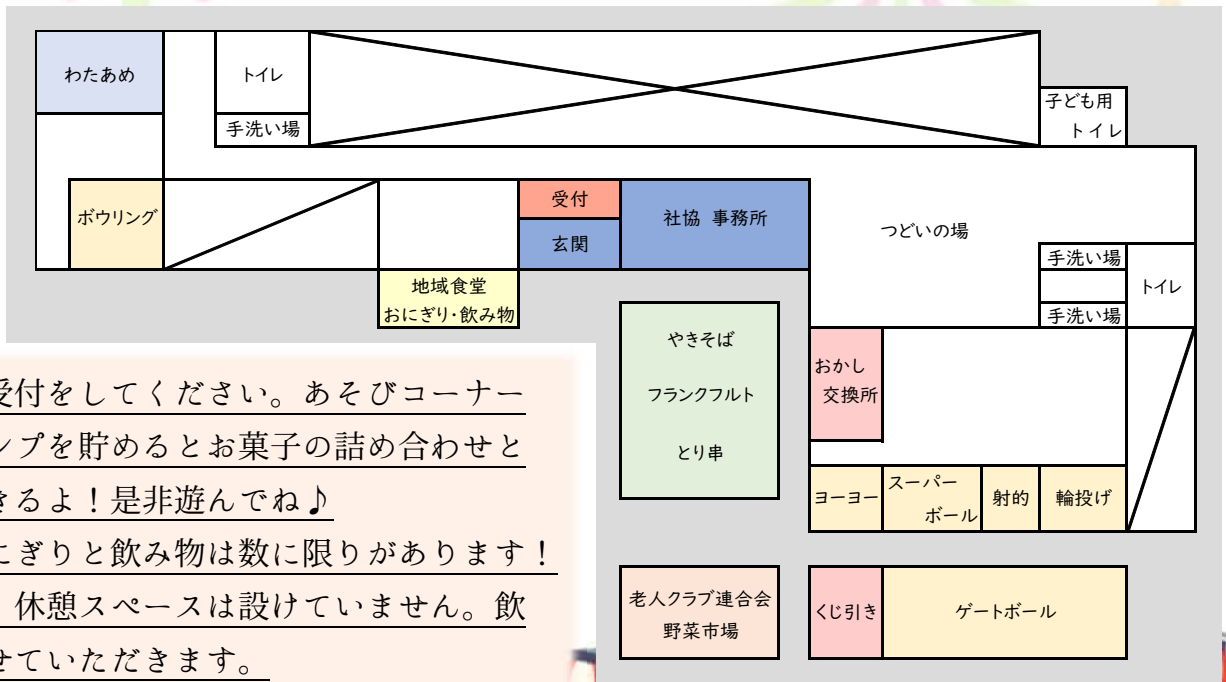 わたあめ
トイレ
手洗い場
子ども用
トイレ
ボウリング
受付
玄関
社協 事務所
つどいの場
手洗い場
トイレ
手洗い場
地域食堂
おにぎり・飲み物
やきそば
フランクフルト
とり串
おかし
交換所
ヨーヨー
スーパー
ボール
射的
輪投げ
老人クラブ連合会
野菜市場
くじ引き
ゲートボール
受付をしてください。あそびコーナー
プを貯めるとお菓子の詰め合わせと
きるよ！是非遊んでね♪
にぎりと飲み物は数に限りがあります！
休憩スペースは設けていません。飲
せていただきます。